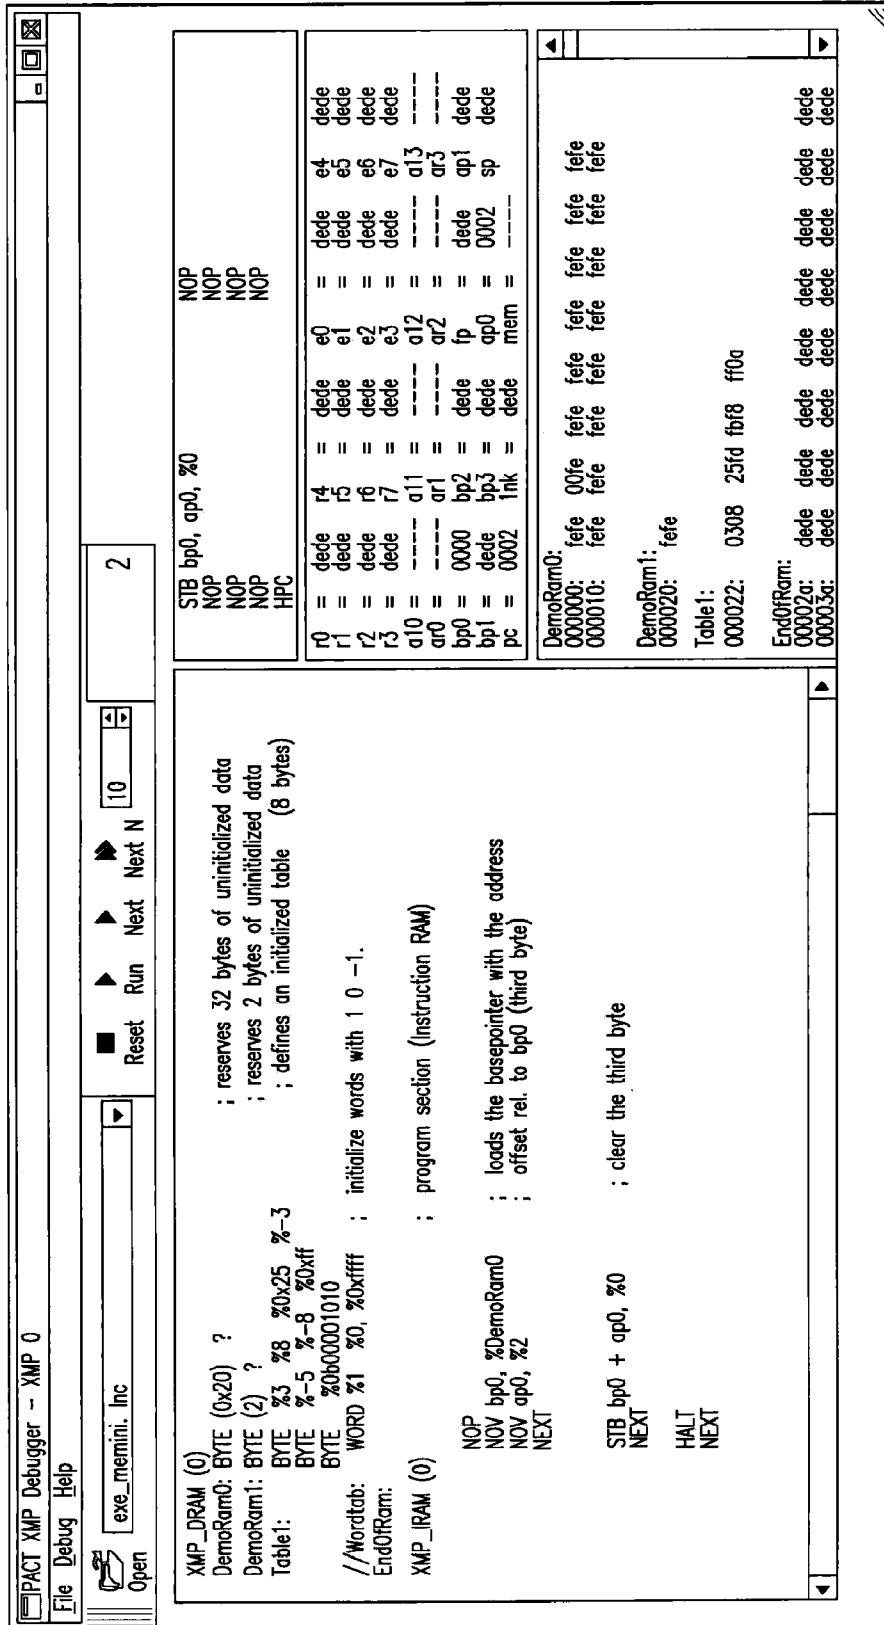 PACT XMP Debugger – XMP 0
File Debug Help
Open
exe_memini. Inc
Reset Run Next Next N
10
2
XMP_DRAM (0)
DemoRam0: BYTE (0x20) ? ; reserves 32 bytes of uninitialized data
DemoRam1: BYTE (2) ? ; reserves 2 bytes of uninitialized data
Table1: BYTE %3 %8 %0x25 %–3 ; defines an initialized table (8 bytes)
BYTE %–5 %–8 %0xff
BYTE %0b00001010
//Wordtab: WORD %1 %0, %0xffff ; initialize words with 1 0 –1.
EndOfRam:
XMP_IRAM (0) ; program section (Instruction RAM)
NOP
NOV bp0, %DemoRam0 ; loads the basepointer with the address
NOV ap0, %2 ; offset rel. to bp0 (third byte)
NEXT
STB bp0 + ap0, %0 ; clear the third byte
NEXT
HALT
NEXT
STB bp0, ap0, %0 NOP
NOP NOP
NOP NOP
NOP NOP
HPC
r0 = dede r4 = dede e0 = dede e4 dede
r1 = dede r5 = dede e1 = dede e5 dede
r2 = dede r6 = dede e2 = dede e6 dede
r3 = dede r7 = dede e3 = dede e7 dede
a10 = ---- a11 = ---- a12 = ---- a13 ----
ar0 = ---- ar1 = ---- ar2 = ---- ar3 ----
bp0 = 0000 bp2 = dede fp = dede ap1 dede
bp1 = dede bp3 = dede ap0 = 0002 sp dede
pc = 0002 1nk = dede mem = ----
DemoRam0:
000000: fefe 00fe fefe fefe fefe fefe fefe fefe
000010: fefe fefe fefe fefe fefe fefe fefe fefe
DemoRam1:
000020: fefe
Table1:
000022: 0308 25fd fbf8 ff0a
EndOfRam:
00002a: dede dede dede dede dede dede dede dede
00003a: dede dede dede dede dede dede dede dede